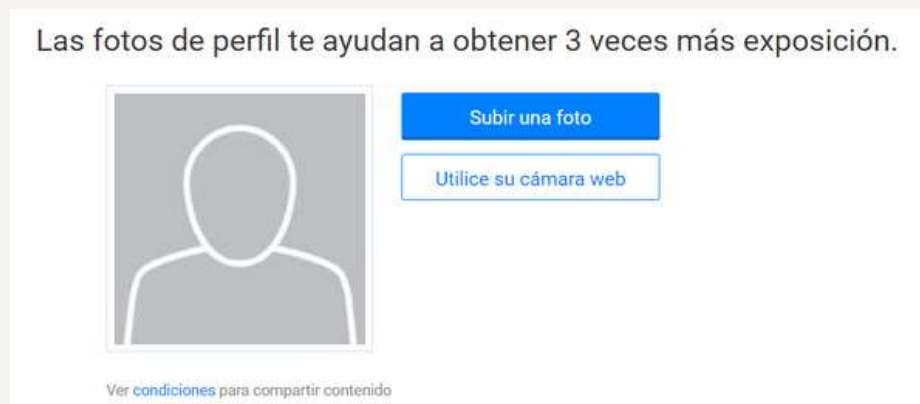 Las fotos de perfil te ayudan a obtener 3 veces más exposición.
Subir una foto
Utilice su cámara web
Ver condiciones para compartir contenido